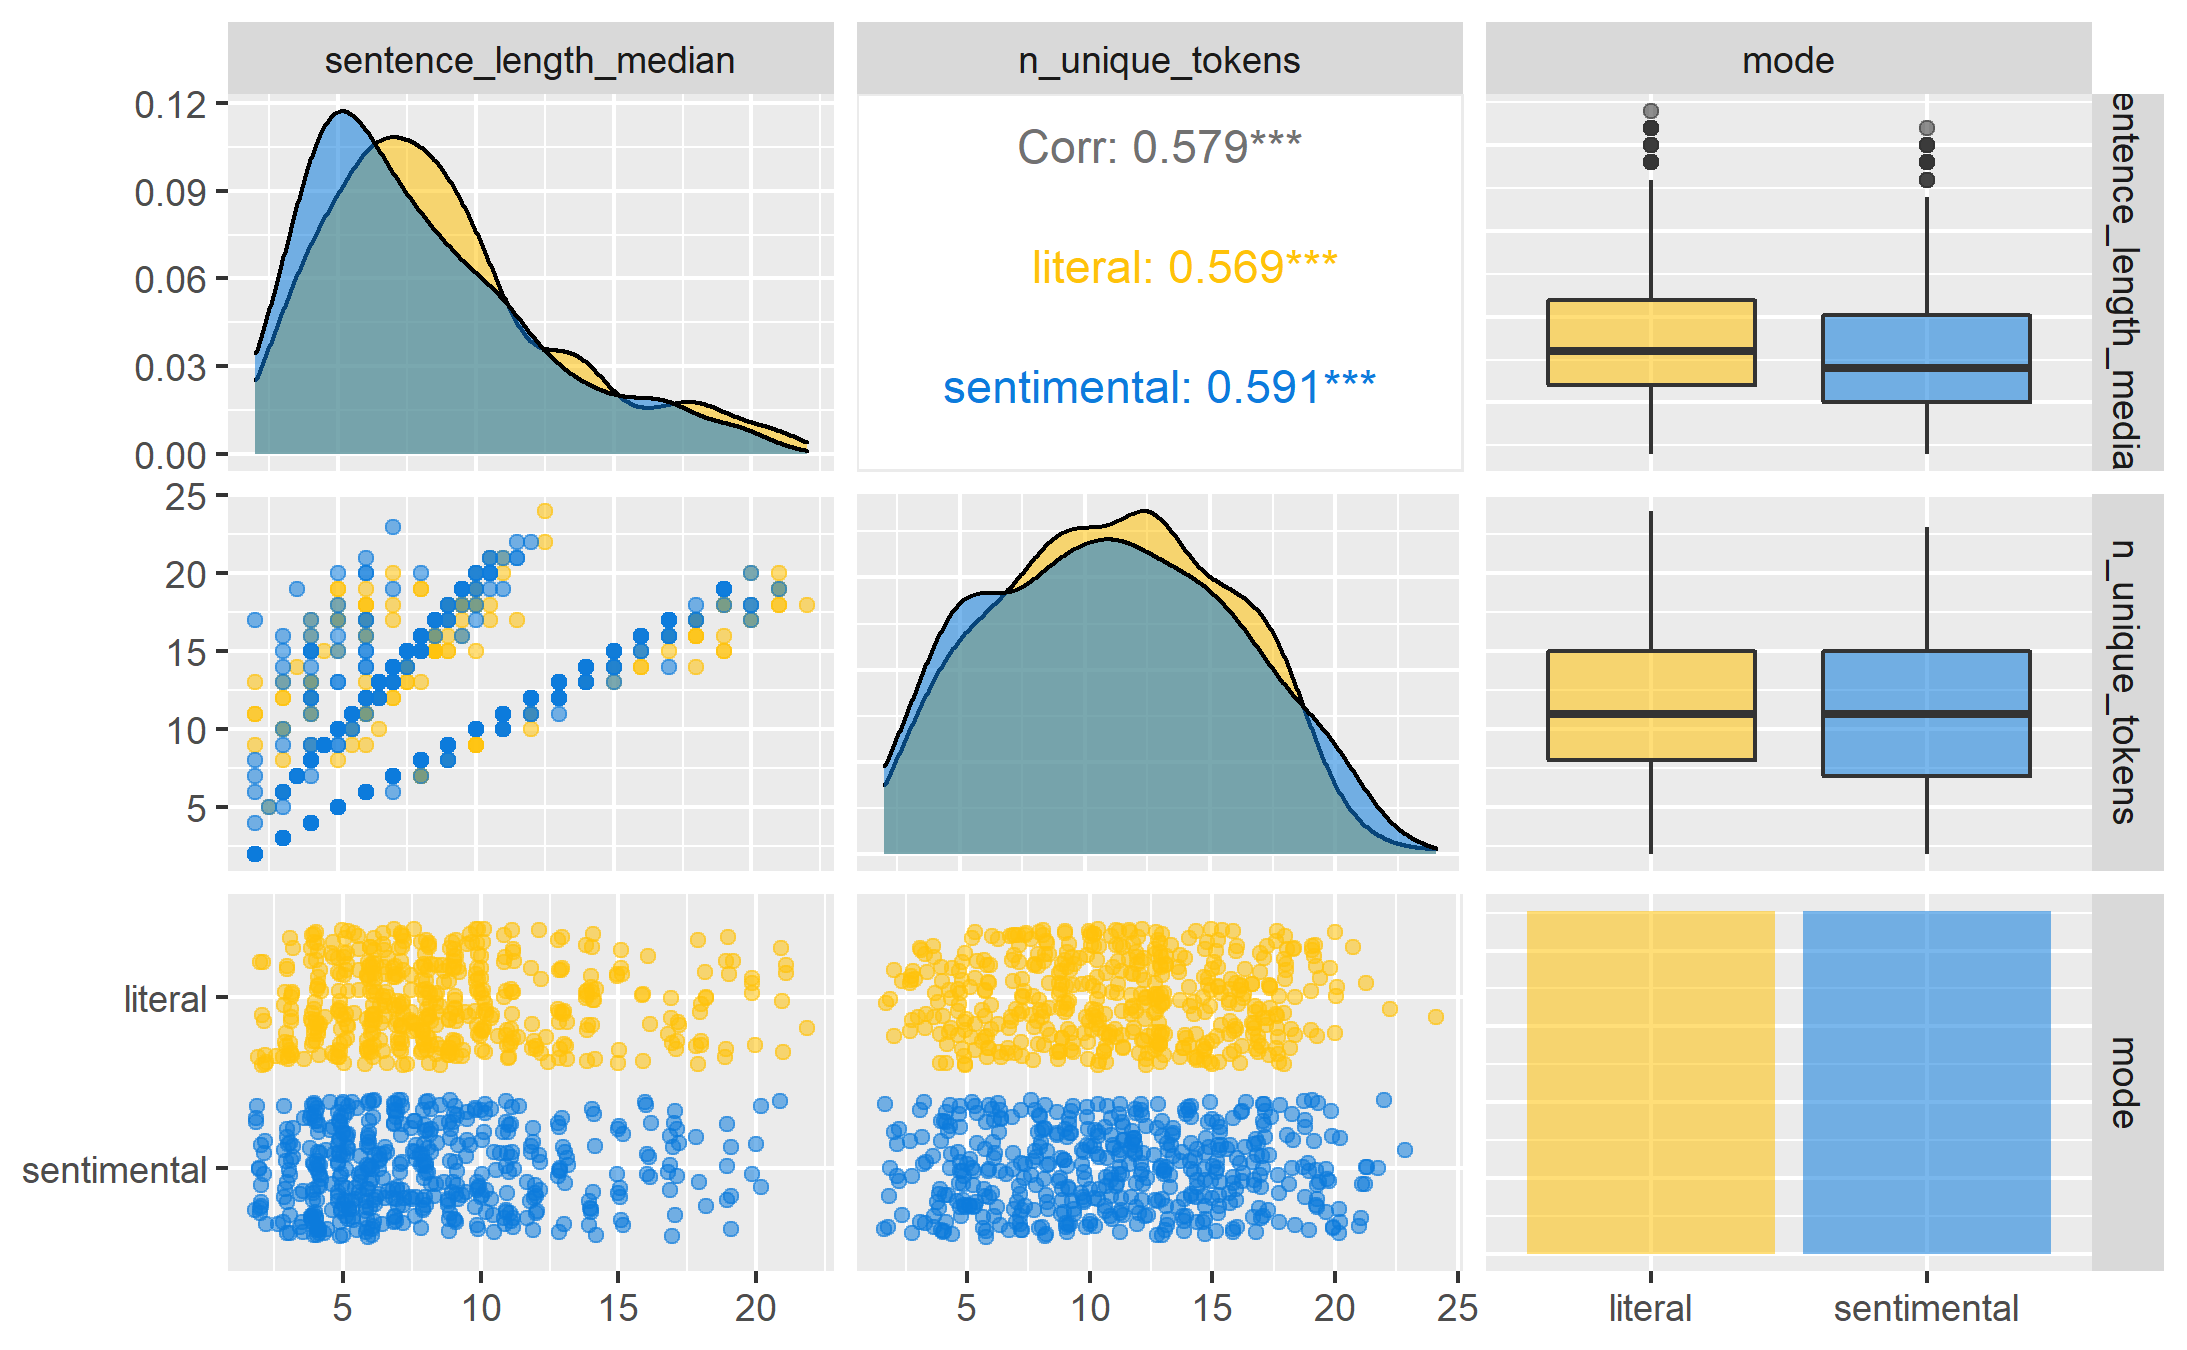 sentence_length_median
n_unique_tokens
mode
0.12
0.09
0.06
0.03
0.00
Corr: 0.579***
literal: 0.569***
sentimental: 0.591***
entence_length_media
25
20
15
10
5
n_unique_tokens
literal
sentimental
mode
5 10 15 20
5 10 15 20 25
literal sentimental